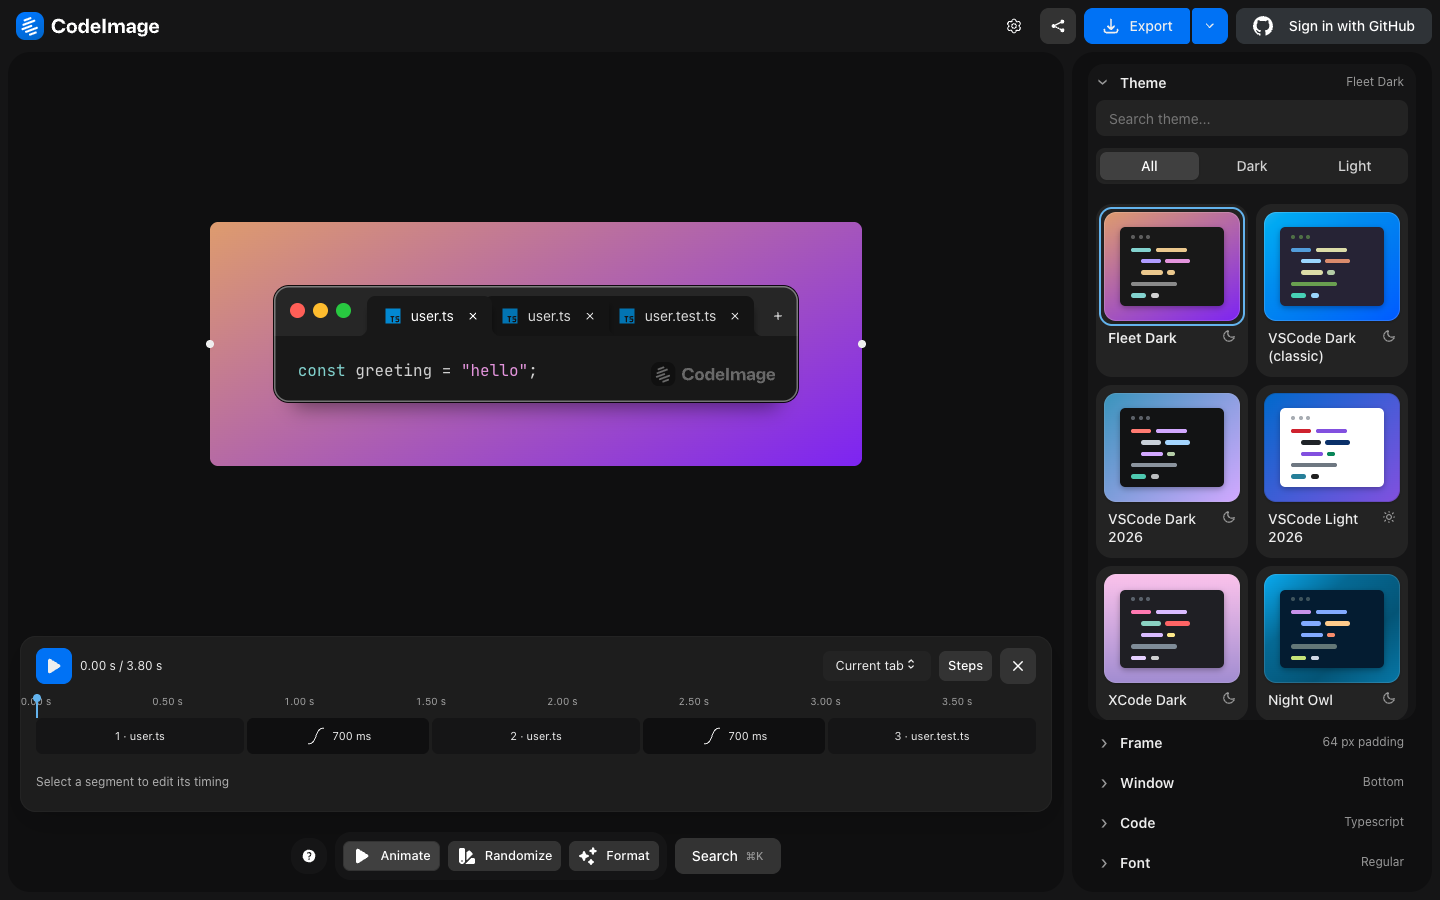 CodeImage
Export
Sign in with GitHub
Theme
Fleet Dark
Search theme...
All
Dark
Light
Fleet Dark
VSCode Dark
(classic)
VSCode Dark
2026
VSCode Light
2026
XCode Dark
Night Owl
Frame
64 px padding
Window
Bottom
Code
Typescript
Font
Regular
user.ts
user.ts
user.test.ts
const greeting = "hello";
CodeImage
0.00 s / 3.80 s
Current tab
Steps
0.00 s
0.50 s
1.00 s
1.50 s
2.00 s
2.50 s
3.00 s
3.50 s
1 · user.ts
700 ms
2 · user.ts
700 ms
3 · user.test.ts
Select a segment to edit its timing
Animate
Randomize
Format
Search ⌘K